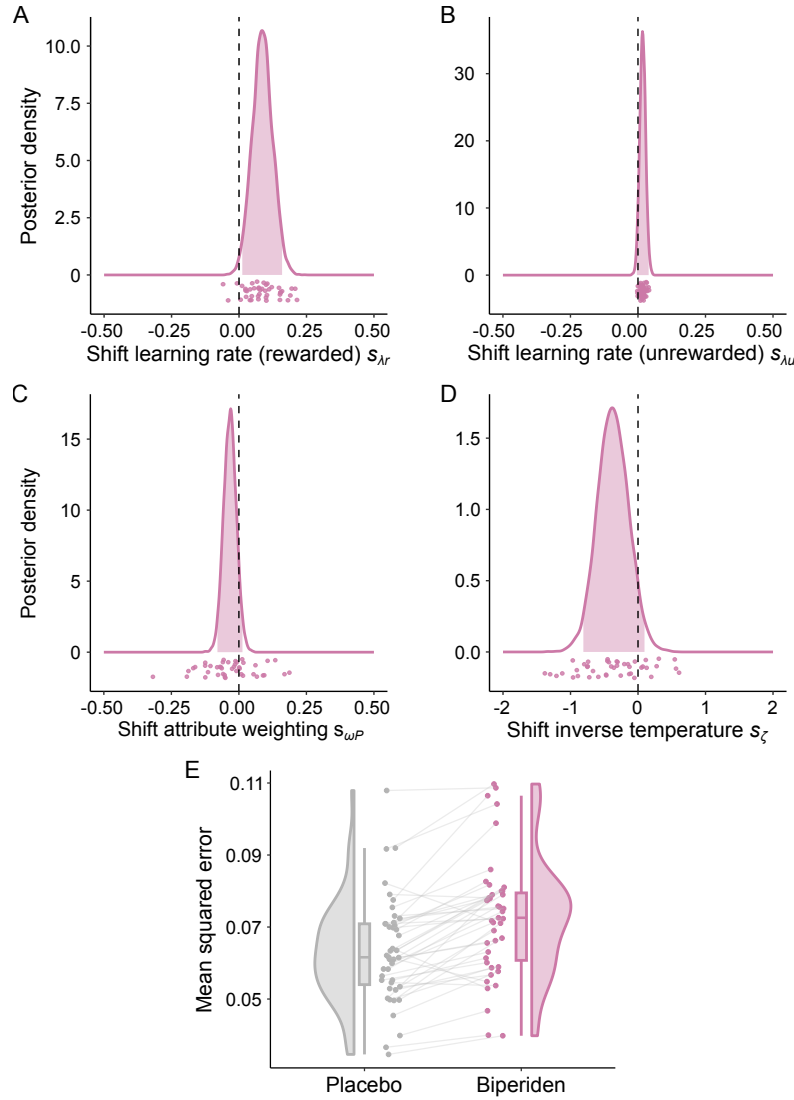 A
Posterior density
10.0
7.5
5.0
2.5
0
-0.50 -0.25 0.00 0.25 0.50
Shift learning rate (rewarded) sλr
B
30
20
10
0
-0.50 -0.25 0.00 0.25 0.50
Shift learning rate (unrewarded) sλu
C
Posterior density
15
10
5
0
-0.50 -0.25 0.00 0.25 0.50
Shift attribute weighting sωP
D
1.5
1.0
0.5
0.0
-2 -1 0 1 2
Shift inverse temperature sζ
E
Mean squared error
0.11
0.09
0.07
0.05
Placebo Biperiden